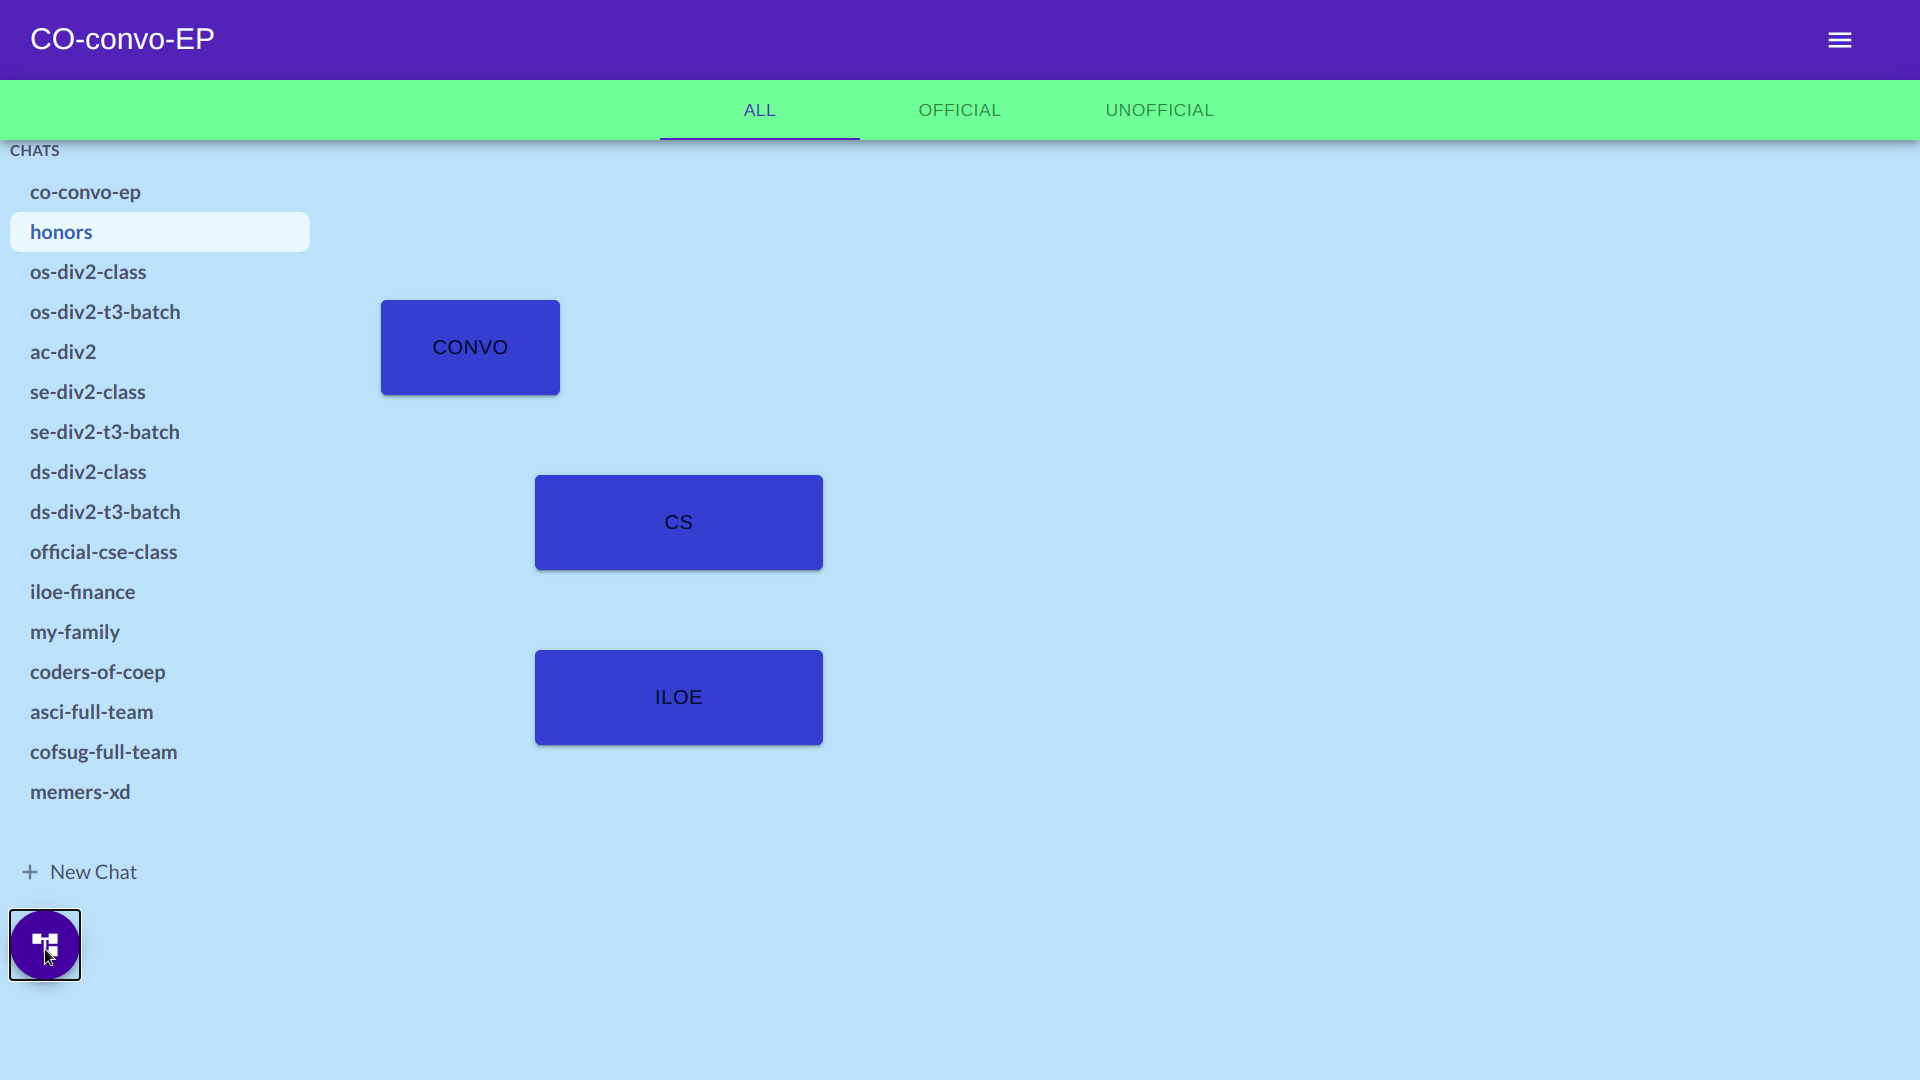 CO-convo-EP
ALL
OFFICIAL
UNOFFICIAL
CHATS
co-convo-ep
honors
os-div2-class
os-div2-t3-batch
ac-div2
se-div2-class
se-div2-t3-batch
ds-div2-class
ds-div2-t3-batch
official-cse-class
iloe-finance
my-family
coders-of-coep
asci-full-team
cofsug-full-team
memers-xd
New Chat
CONVO
CS
ILOE